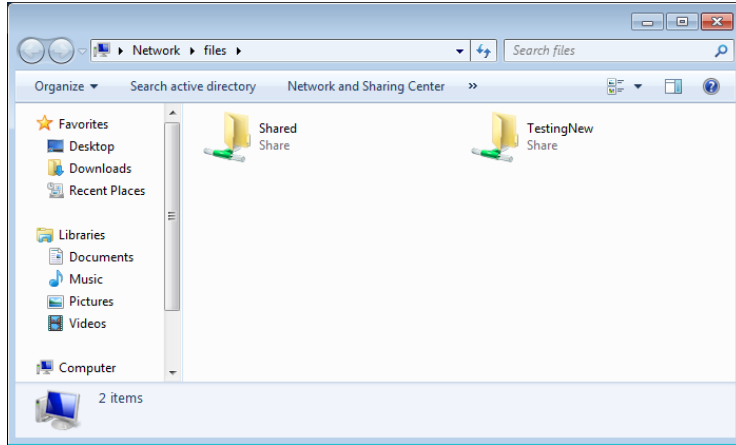 Network files
Search files
Organize Search active directory Network and Sharing Center »
Favorites
Desktop
Downloads
Recent Places
Libraries
Documents
Music
Pictures
Videos
Computer
Shared
Share
TestingNew
Share
2 items